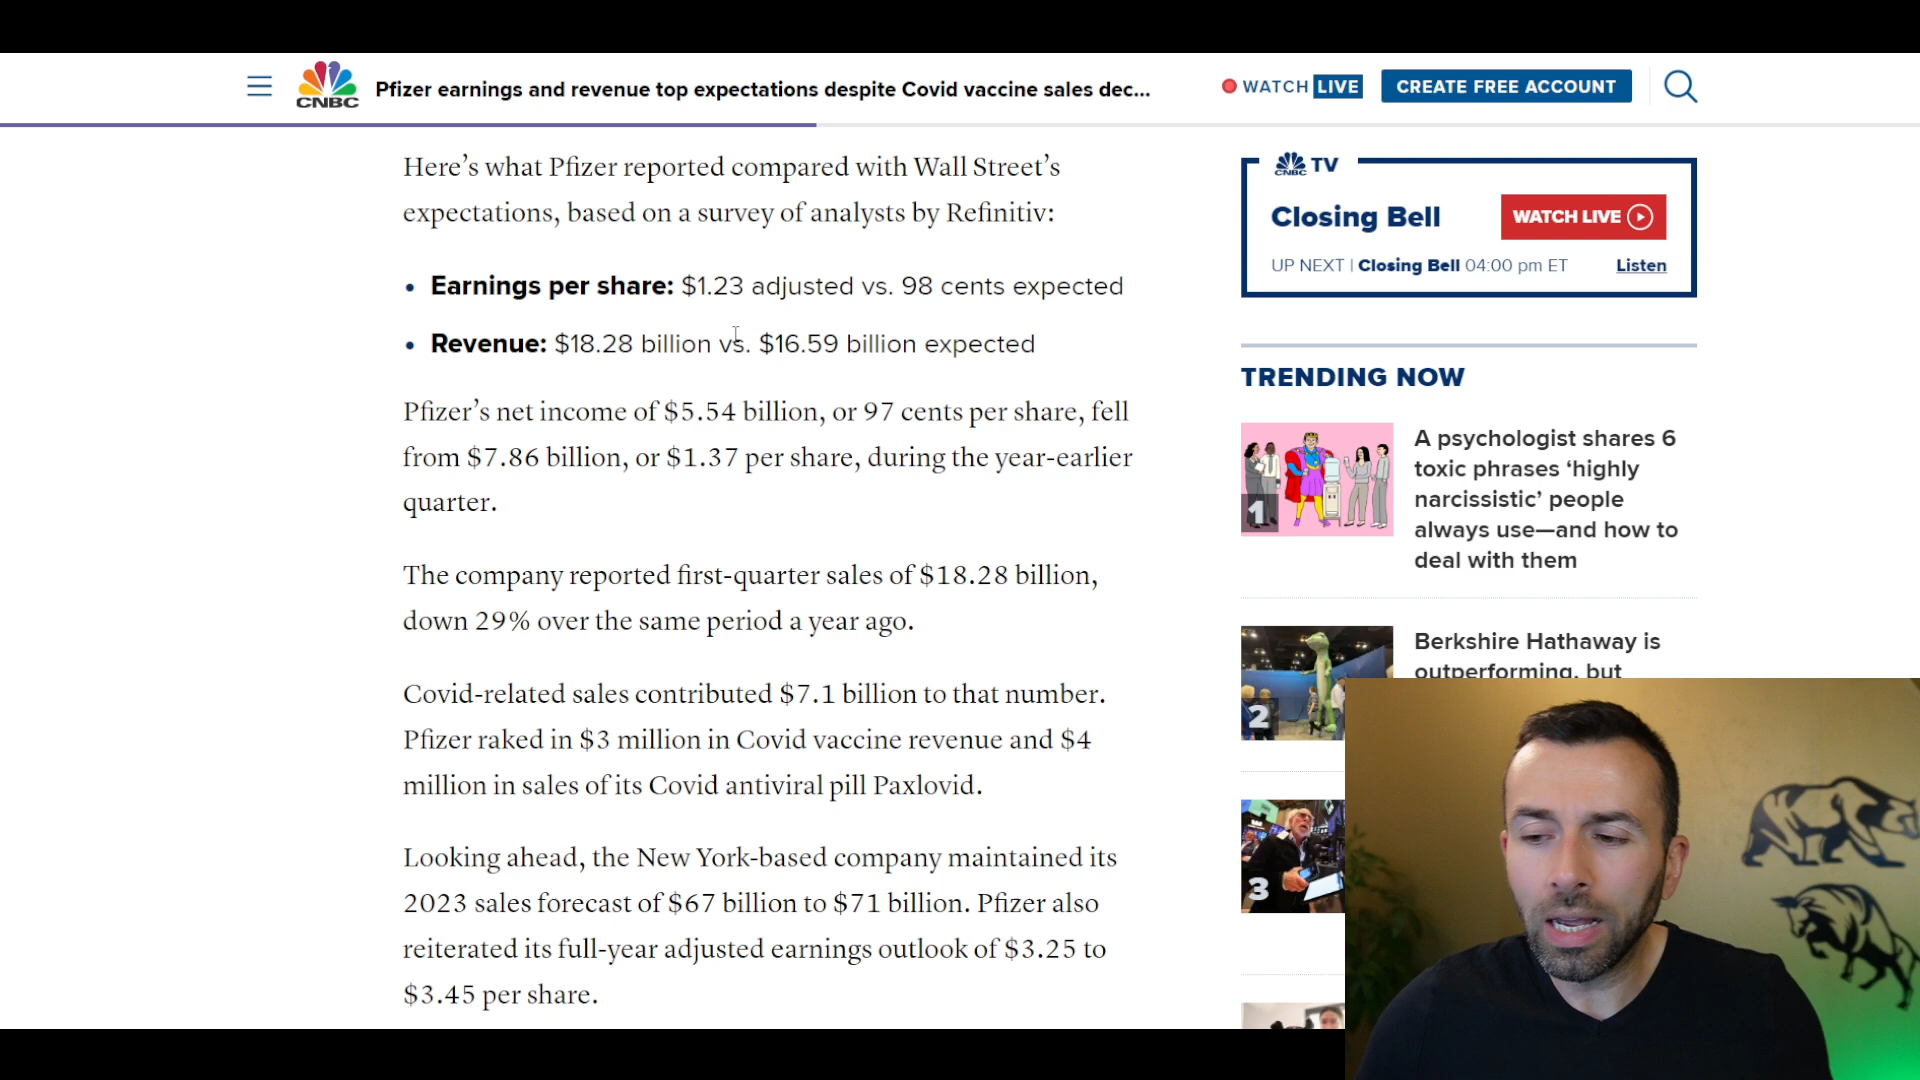 CNBC
Pfizer earnings and revenue top expectations despite Covid vaccine sales dec...
WATCH LIVE
CREATE FREE ACCOUNT
Here’s what Pfizer reported compared with Wall Street’s
expectations, based on a survey of analysts by Refinitiv:
• Earnings per share: $1.23 adjusted vs. 98 cents expected
• Revenue: $18.28 billion vs. $16.59 billion expected
Pfizer’s net income of $5.54 billion, or 97 cents per share, fell
from $7.86 billion, or $1.37 per share, during the year-earlier
quarter.
The company reported first-quarter sales of $18.28 billion,
down 29% over the same period a year ago.
Covid-related sales contributed $7.1 billion to that number.
Pfizer raked in $3 million in Covid vaccine revenue and $4
million in sales of its Covid antiviral pill Paxlovid.
Looking ahead, the New York-based company maintained its
2023 sales forecast of $67 billion to $71 billion. Pfizer also
reiterated its full-year adjusted earnings outlook of $3.25 to
$3.45 per share.
CNBC TV
Closing Bell
WATCH LIVE
UP NEXT | Closing Bell 04:00 pm ET
Listen
TRENDING NOW
1
A psychologist shares 6
toxic phrases ‘highly
narcissistic’ people
always use—and how to
deal with them
2
Berkshire Hathaway is
outperforming, but
3